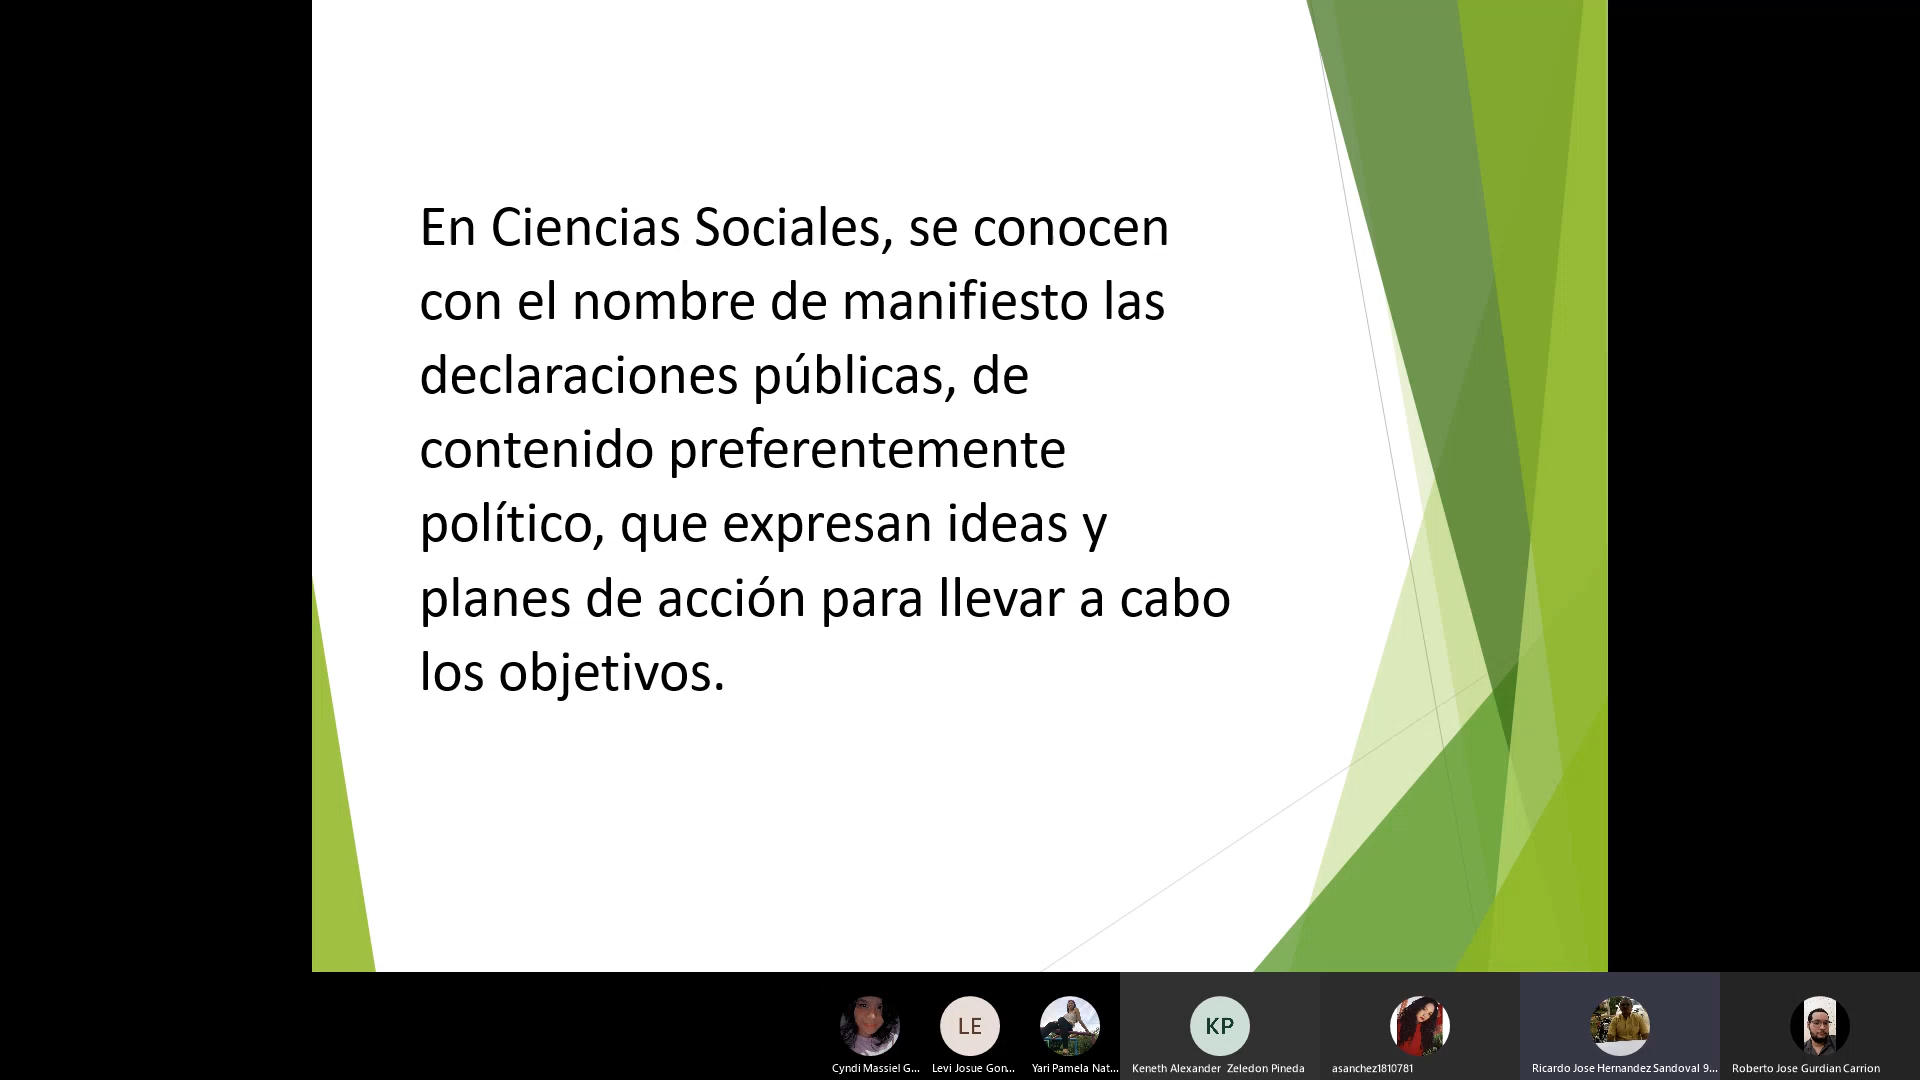 En Ciencias Sociales, se conocen
con el nombre de manifiesto las
declaraciones públicas, de
contenido preferentemente
político, que expresan ideas y
planes de acción para llevar a cabo
los objetivos.
LE
KP
Cyndi Massiel G...
Levi Josue Gon...
Yari Pamela Nat...
Keneth Alexander Zeledon Pineda
asanchez1810781
Ricardo Jose Hernandez Sandoval 9...
Roberto Jose Gurdian Carrion